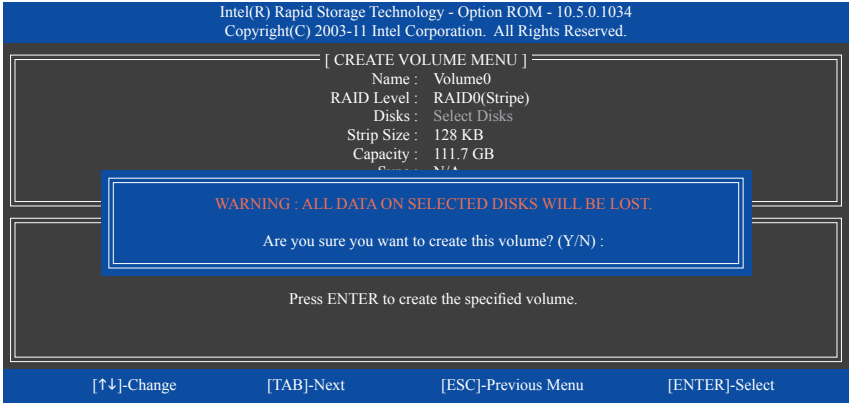 Intel(R) Rapid Storage Technology - Option ROM - 10.5.0.1034
Copyright(C) 2003-11 Intel Corporation. All Rights Reserved.
[ CREATE VOLUME MENU ]
Name : Volume0
RAID Level : RAID0(Stripe)
Disks : Select Disks
Strip Size : 128 KB
Capacity : 111.7 GB
WARNING : ALL DATA ON SELECTED DISKS WILL BE LOST.
Are you sure you want to create this volume? (Y/N) :
Press ENTER to create the specified volume.
[↑↓]-Change [TAB]-Next [ESC]-Previous Menu [ENTER]-Select